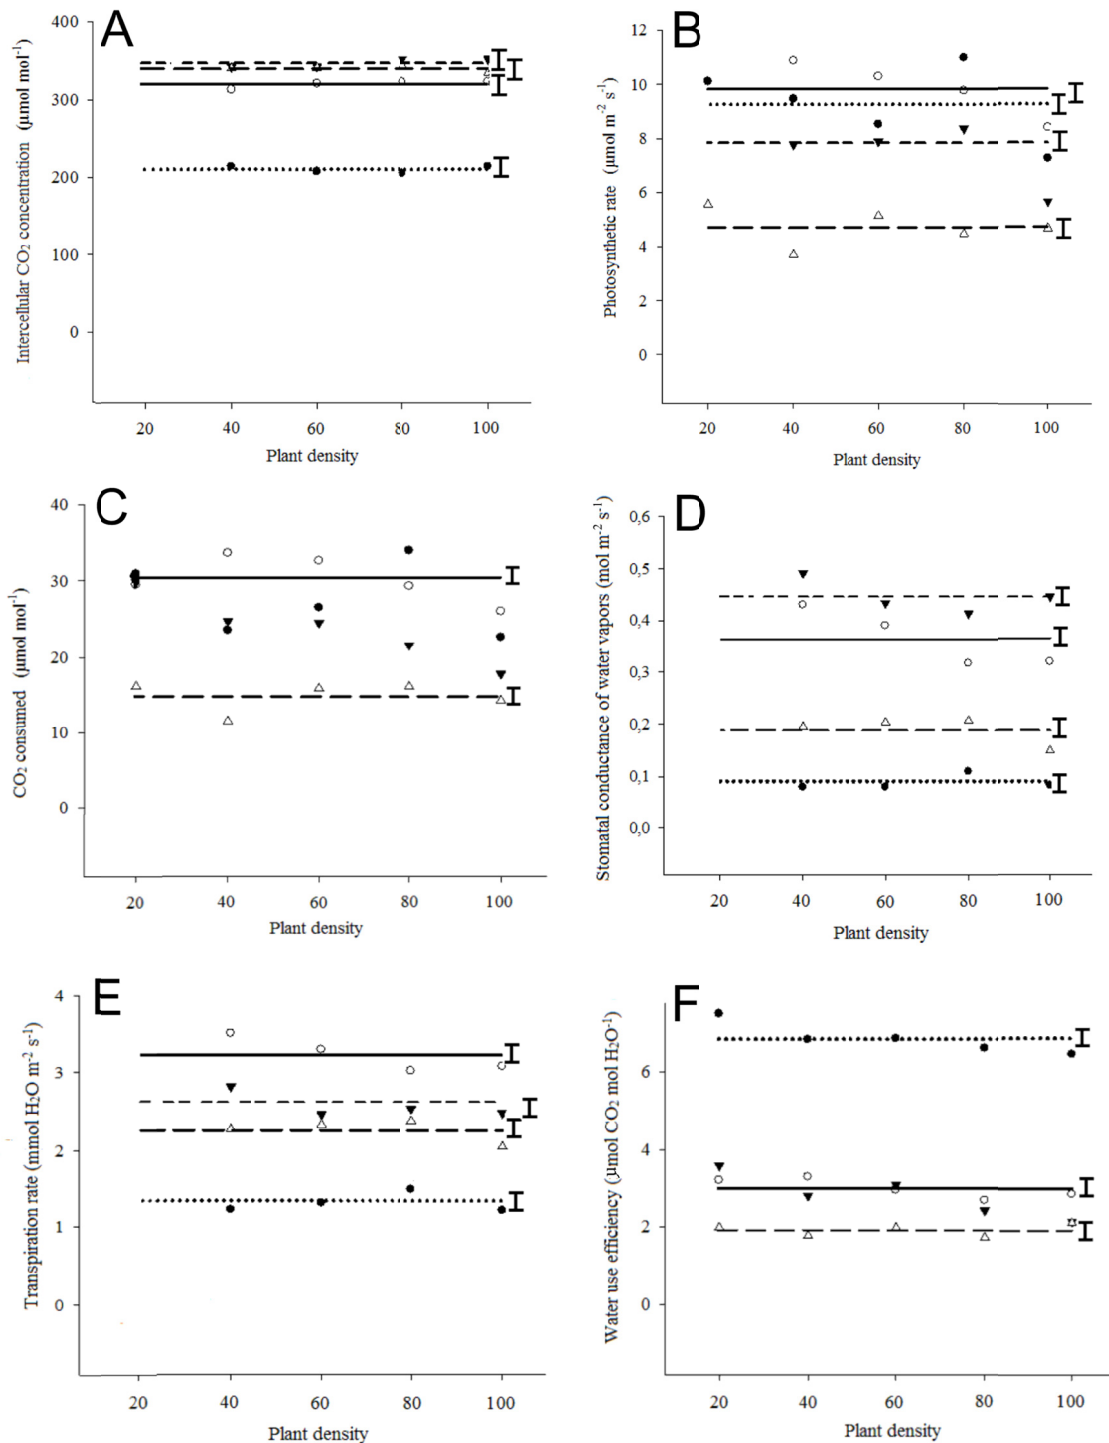 A
Intercellular CO₂ concentration (µmol mol⁻¹)
400
300
200
100
0
20 40 60 80 100
Plant density
B
Photosynthetic rate (µmol m⁻² s⁻¹)
12
10
8
6
4
2
0
20 40 60 80 100
Plant density
C
CO₂ consumed (µmol mol⁻¹)
40
30
20
10
0
20 40 60 80 100
Plant density
D
Stomatal conductance of water vapors (mol m⁻² s⁻¹)
0,6
0,5
0,4
0,3
0,2
0,1
0,0
20 40 60 80 100
Plant density
E
Transpiration rate (mmol H₂O m⁻² s⁻¹)
4
3
2
1
0
20 40 60 80 100
Plant density
F
Water use efficiency (µmol CO₂ mol H₂O⁻¹)
6
4
2
0
20 40 60 80 100
Plant density